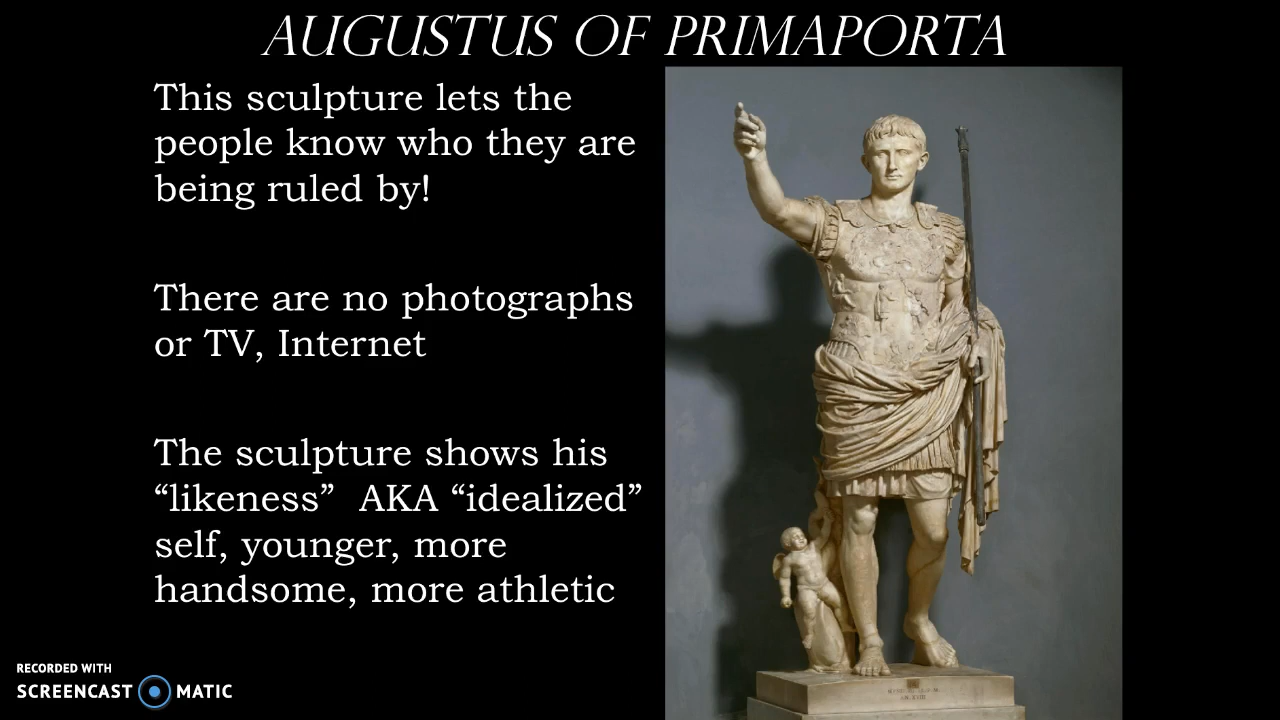 AUGUSTUS OF PRIMAPORTA
This sculpture lets the
people know who they are
being ruled by!
There are no photographs
or TV, Internet
The sculpture shows his
“likeness” AKA “idealized”
self, younger, more
handsome, more athletic
RECORDED WITH
SCREENCAST MATIC